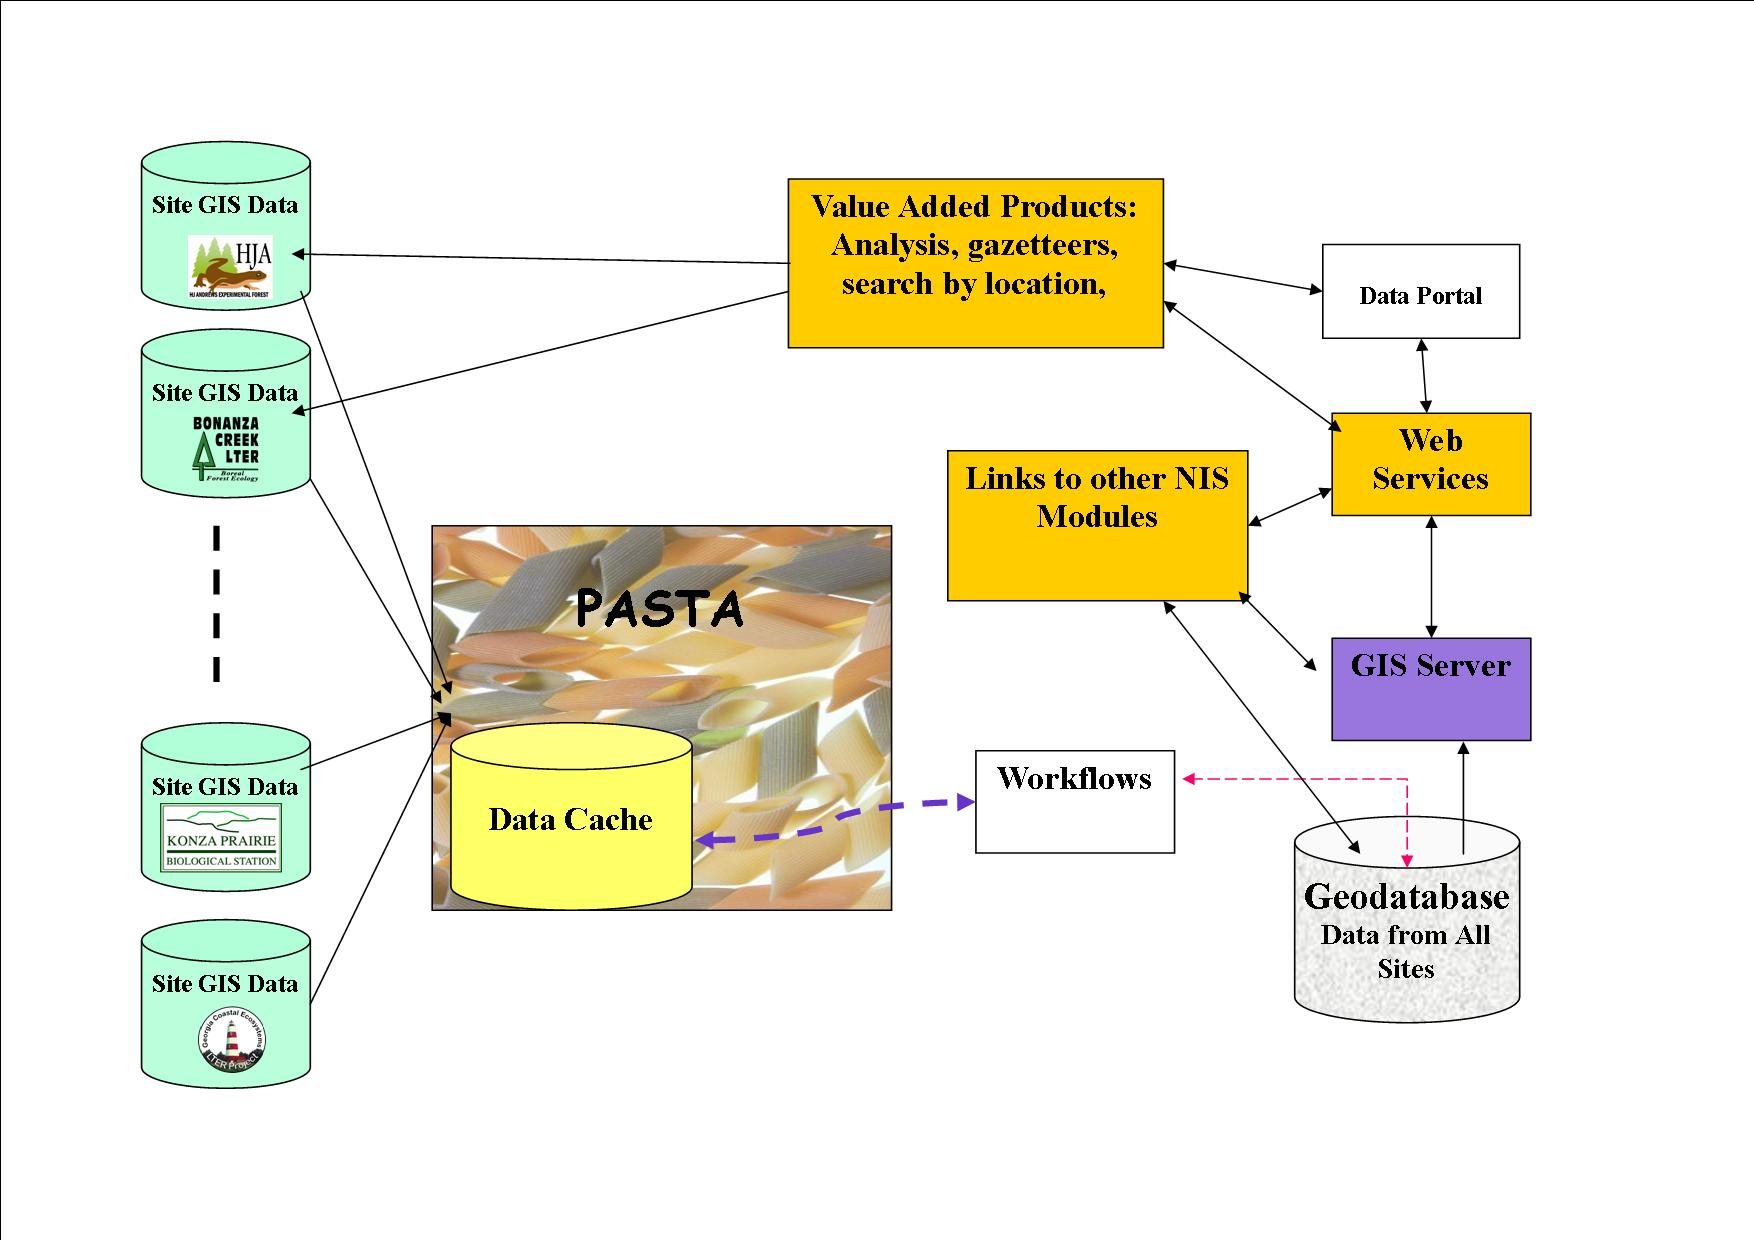 Site GIS Data
HJA
HJ ANDREWS EXPERIMENTAL FOREST
Site GIS Data
BONANZA
CREEK
LTER
Boreal
Forest Ecology
Site GIS Data
KONZA PRAIRIE
BIOLOGICAL STATION
Site GIS Data
Georgia Coastal Ecosystems
LTER Project
PASTA
Data Cache
Value Added Products:
Analysis, gazetteers,
search by location,
Data Portal
Web
Services
Links to other NIS
Modules
GIS Server
Workflows
Geodatabase
Data from All
Sites